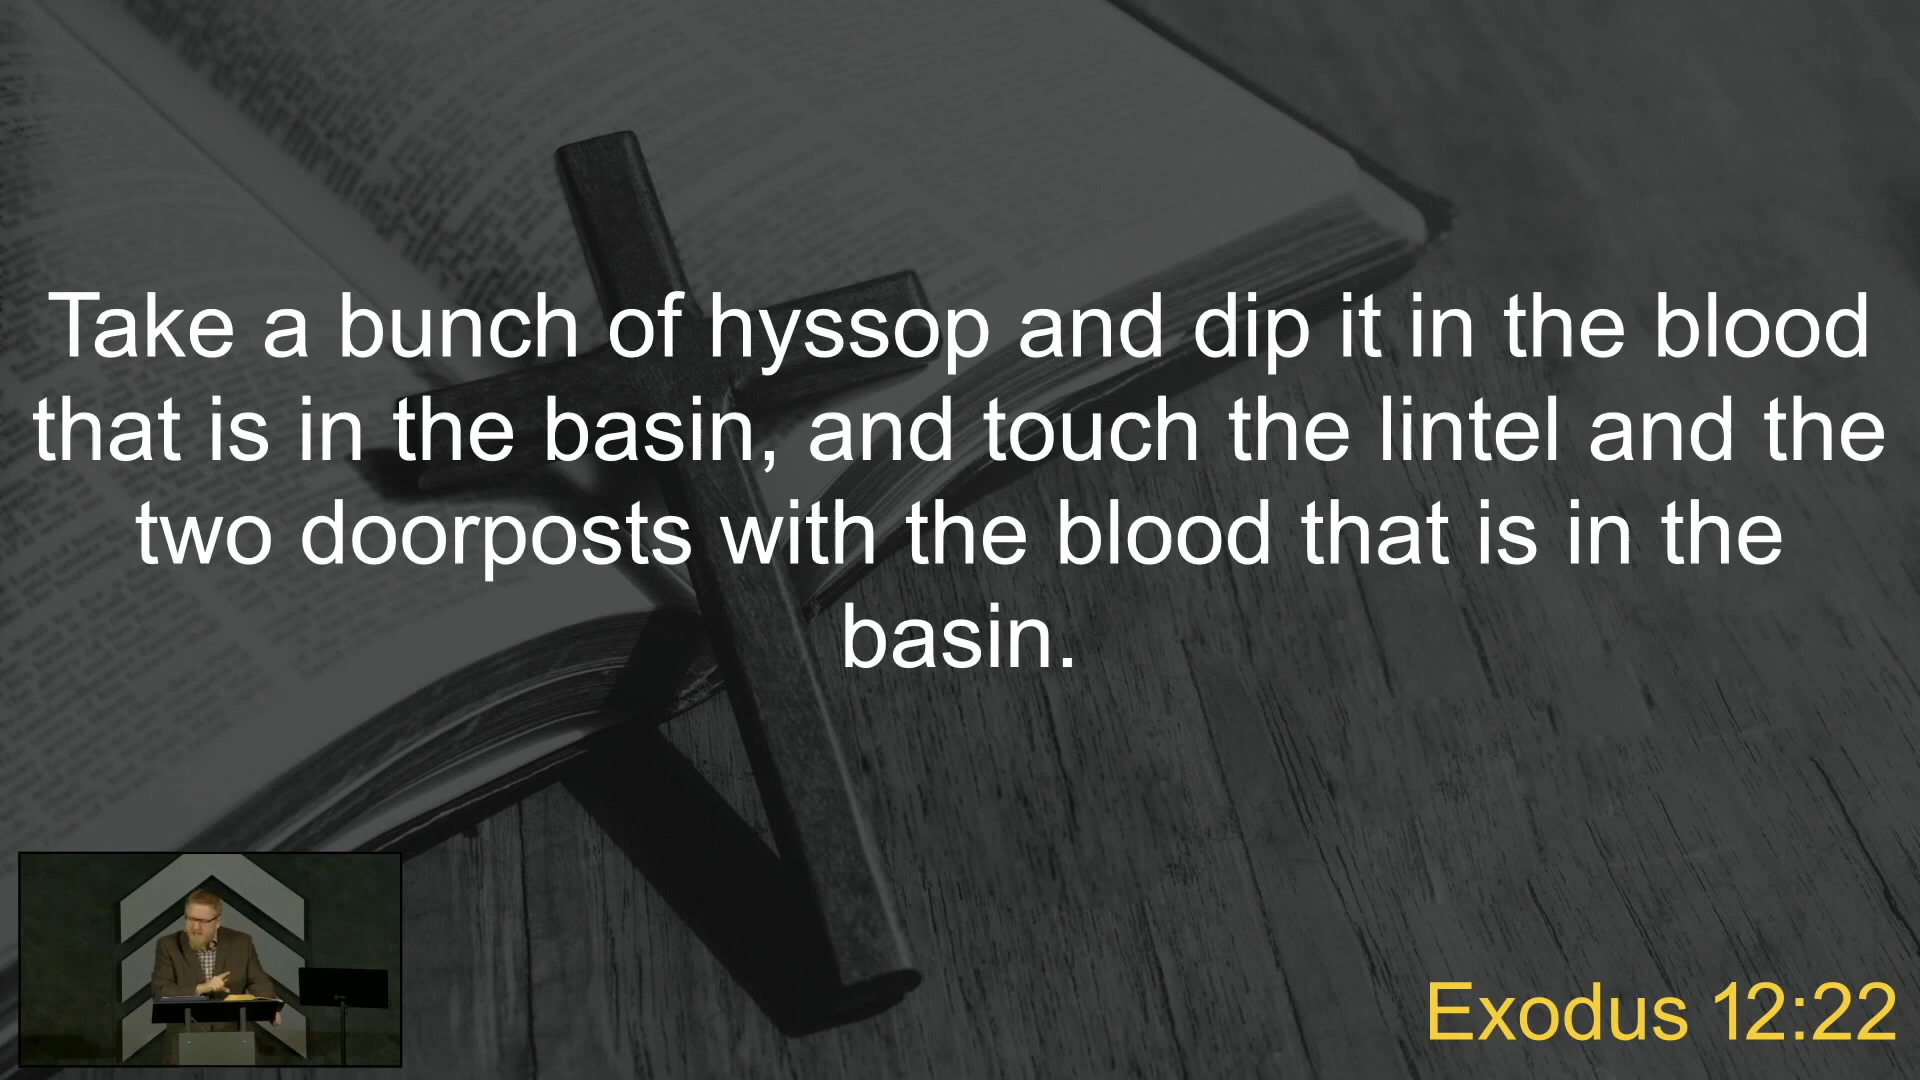 Take a bunch of hyssop and dip it in the blood
that is in the basin, and touch the lintel and the
two doorposts with the blood that is in the
basin.
Exodus 12:22